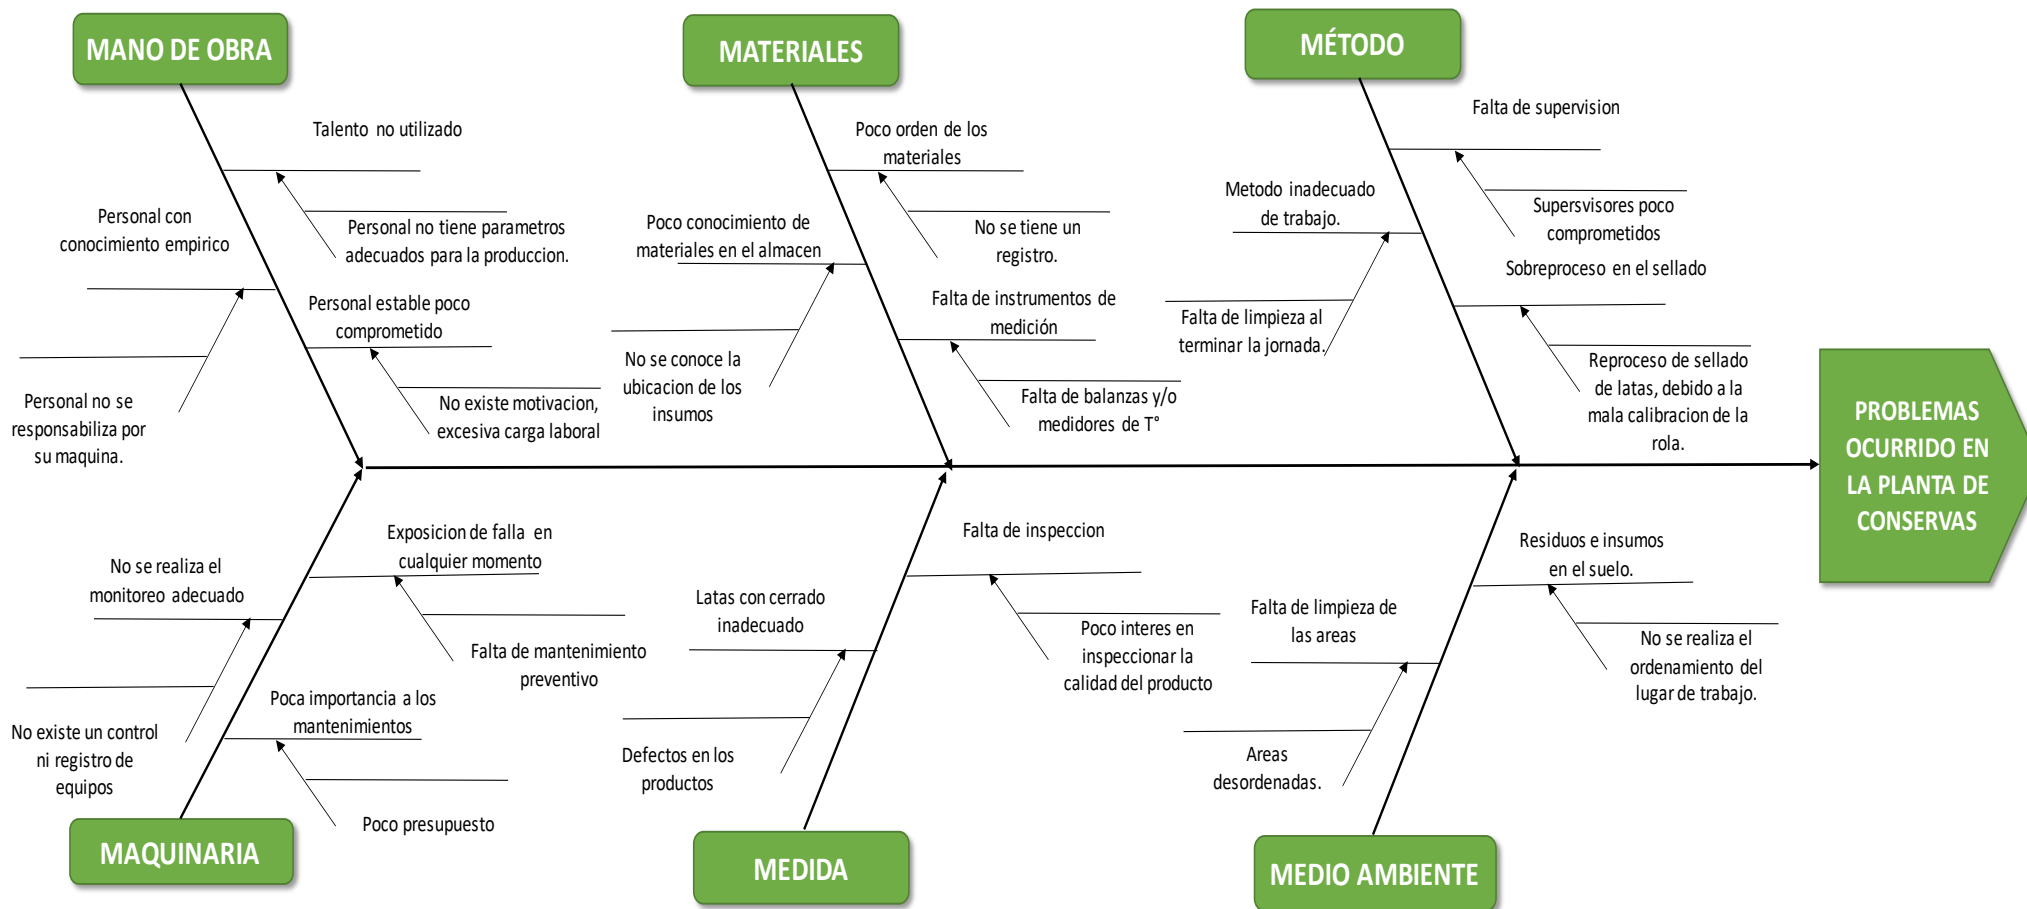 MANO DE OBRA
Talento no utilizado
Personal no tiene parametros
adecuados para la produccion.
Personal con
conocimiento empirico
Personal no se
responsabiliza por
su maquina.
Personal estable poco
comprometido
No existe motivacion,
excesiva carga laboral
MATERIALES
Poco orden de los
materiales
No se tiene un
registro.
Poco conocimiento de
materiales en el almacen
No se conoce la
ubicacion de los
insumos
Falta de instrumentos de
medición
Falta de balanzas y/o
medidores de T°
MÉTODO
Falta de supervision
Supersvisores poco
comprometidos
Metodo inadecuado
de trabajo.
Falta de limpieza al
terminar la jornada.
Sobreproceso en el sellado
Reproceso de sellado
de latas, debido a la
mala calibracion de la
rola.
PROBLEMAS
OCURRIDO EN
LA PLANTA DE
CONSERVAS
Exposicion de falla en
cualquier momento
Falta de mantenimiento
preventivo
No se realiza el
monitoreo adecuado
No existe un control
ni registro de
equipos
Poca importancia a los
mantenimientos
Poco presupuesto
MAQUINARIA
Falta de inspeccion
Poco interes en
inspeccionar la
calidad del producto
Latas con cerrado
inadecuado
Defectos en los
productos
MEDIDA
Residuos e insumos
en el suelo.
No se realiza el
ordenamiento del
lugar de trabajo.
Falta de limpieza de
las areas
Areas
desordenadas.
MEDIO AMBIENTE